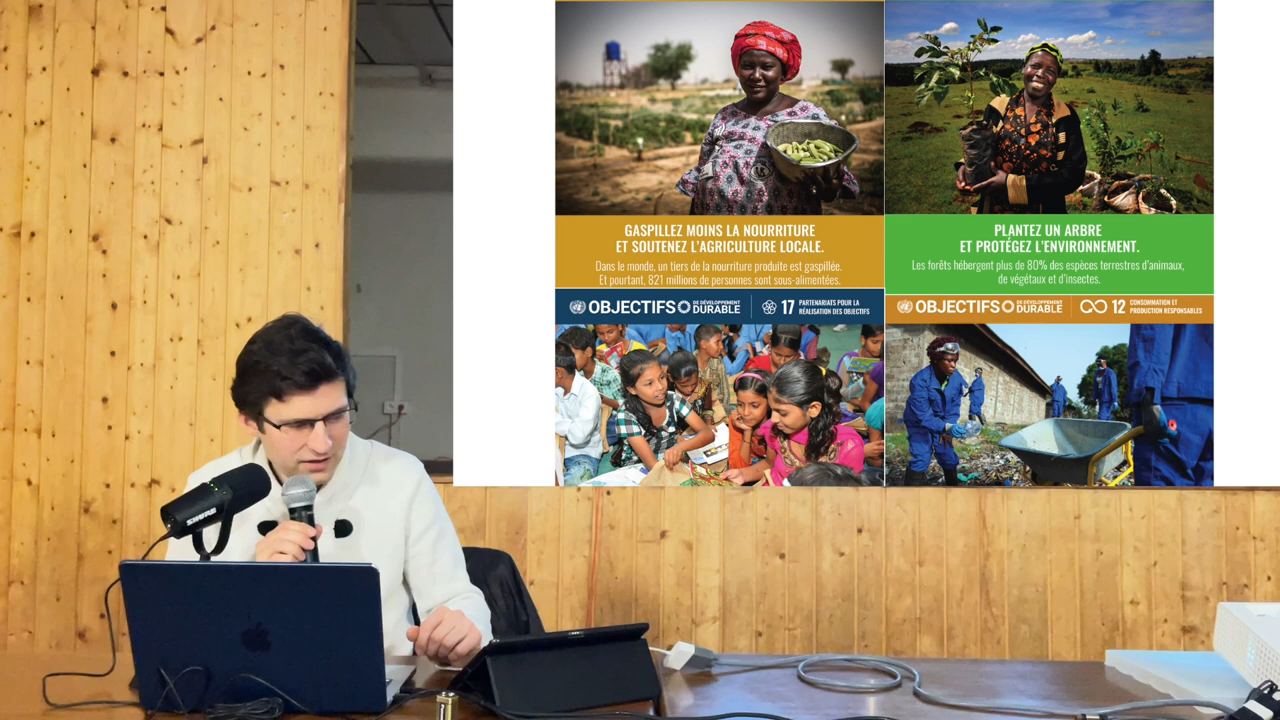 GASPILLEZ MOINS LA NOURRITURE
ET SOUTENEZ L'AGRICULTURE LOCALE.
Dans le monde, un tiers de la nourriture produite est gaspillée.
Et pourtant, 821 millions de personnes sont sous-alimentées.
PLANTEZ UN ARBRE
ET PROTÉGEZ L'ENVIRONNEMENT.
Les forêts hébergent plus de 80% des espèces terrestres d'animaux,
de végétaux et d'insectes.
OBJECTIFS DE DÉVELOPPEMENT DURABLE
17 PARTENARIATS POUR LA
RÉALISATION DES OBJECTIFS
OBJECTIFS DE DÉVELOPPEMENT DURABLE
12 CONSOMMATION ET
PRODUCTION RESPONSABLES
SHURE